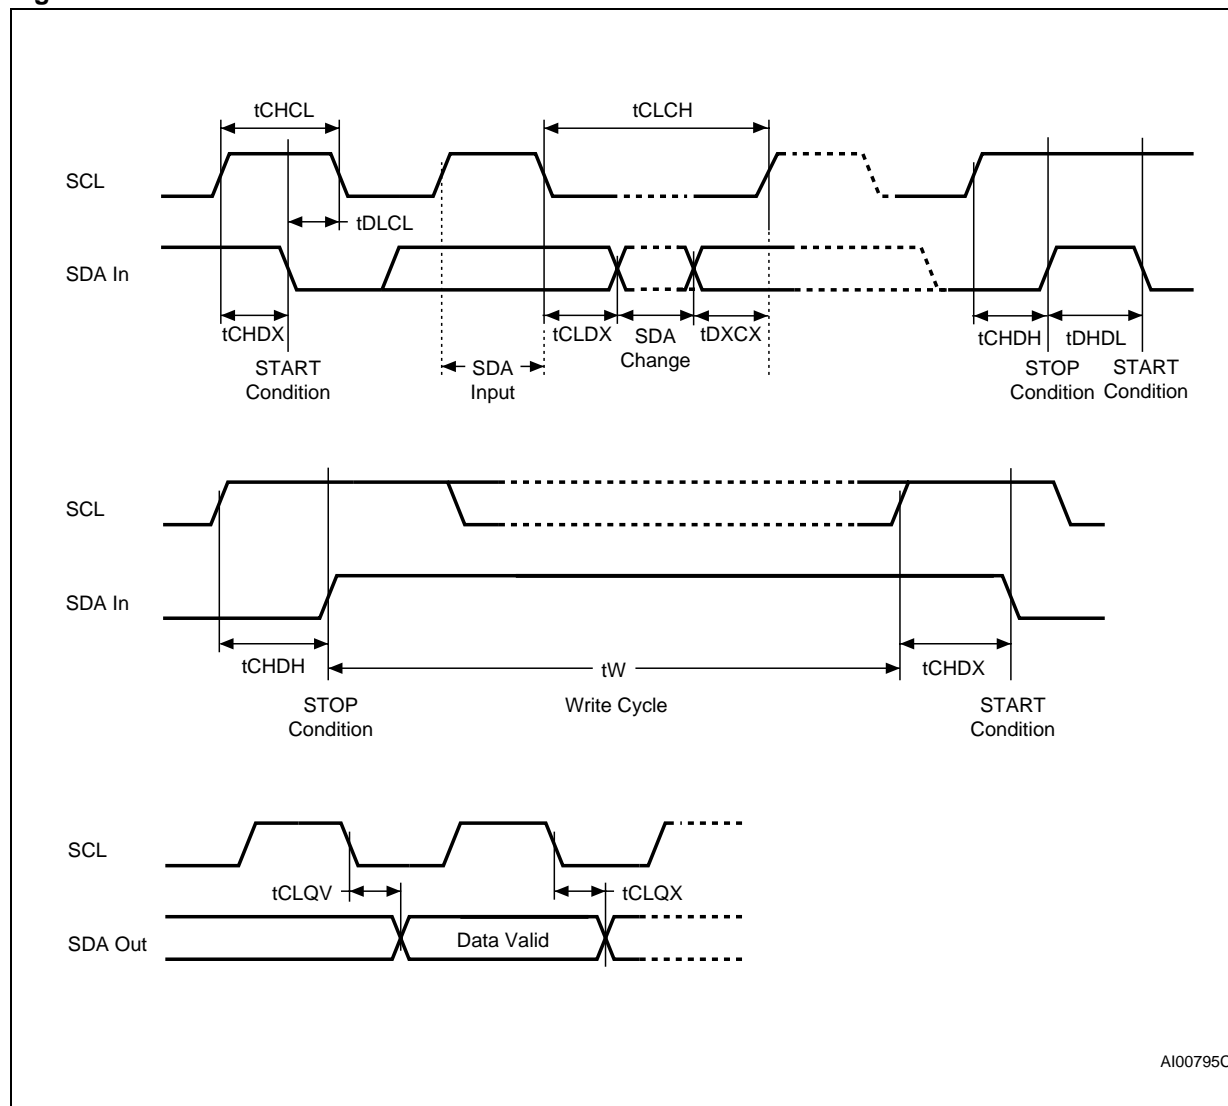 tCHCL
tCLCH
SCL
tDLCL
SDA In
tCHDX
tCLDX
SDA
Change
tDXCX
tCHDH
tDHDL
START
Condition
SDA
Input
STOP
Condition
START
Condition
SCL
SDA In
tCHDH
tW
tCHDX
STOP
Condition
Write Cycle
START
Condition
SCL
tCLQV
tCLQX
SDA Out
Data Valid
AI00795C